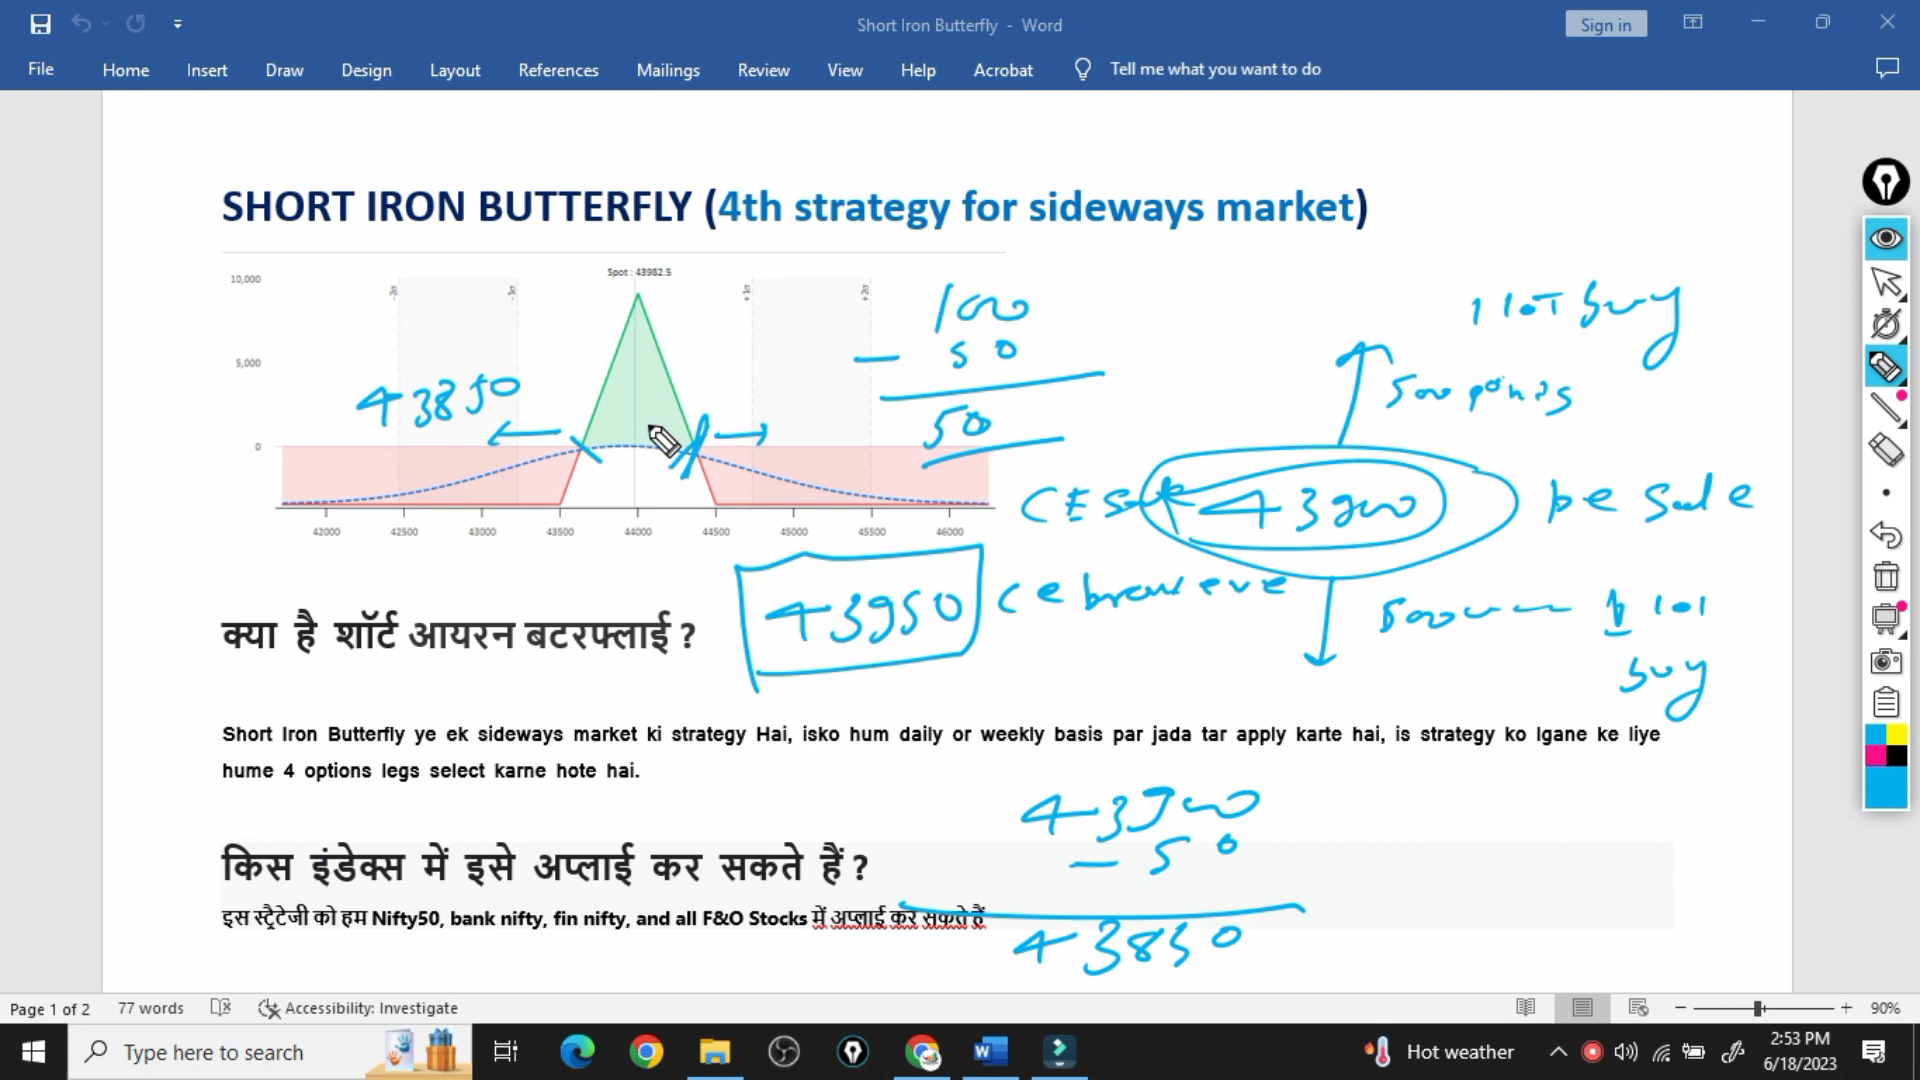 Short Iron Butterfly - Word
Sign in
File Home Insert Draw Design Layout References Mailings Review View Help Acrobat Tell me what you want to do
SHORT IRON BUTTERFLY (4th strategy for sideways market)
Spot : 43982.5
10,000
-2σ -1σ +1σ +2σ
5,000
0
42000 42500 43000 43500 44000 44500 45000 45500 46000
43850
100
- 50
50
1 lot buy
500 points
CE
43900
pe
43950
Ce
1 lot
buy
क्या है शॉर्ट आयरन बटरफ्लाई ?
Short Iron Butterfly ye ek sideways market ki strategy Hai, isko hum daily or weekly basis par jada tar apply karte hai, is strategy ko lgane ke liye
hume 4 options legs select karne hote hai.
43900
- 50
43850
किस इंडेक्स में इसे अप्लाई कर सकते हैं ?
इस स्ट्रैटेजी को हम Nifty50, bank nifty, fin nifty, and all F&O Stocks में अप्लाई कर सकते हैं
Page 1 of 2 77 words Accessibility: Investigate 90%
Type here to search
Hot weather
2:53 PM
6/18/2023